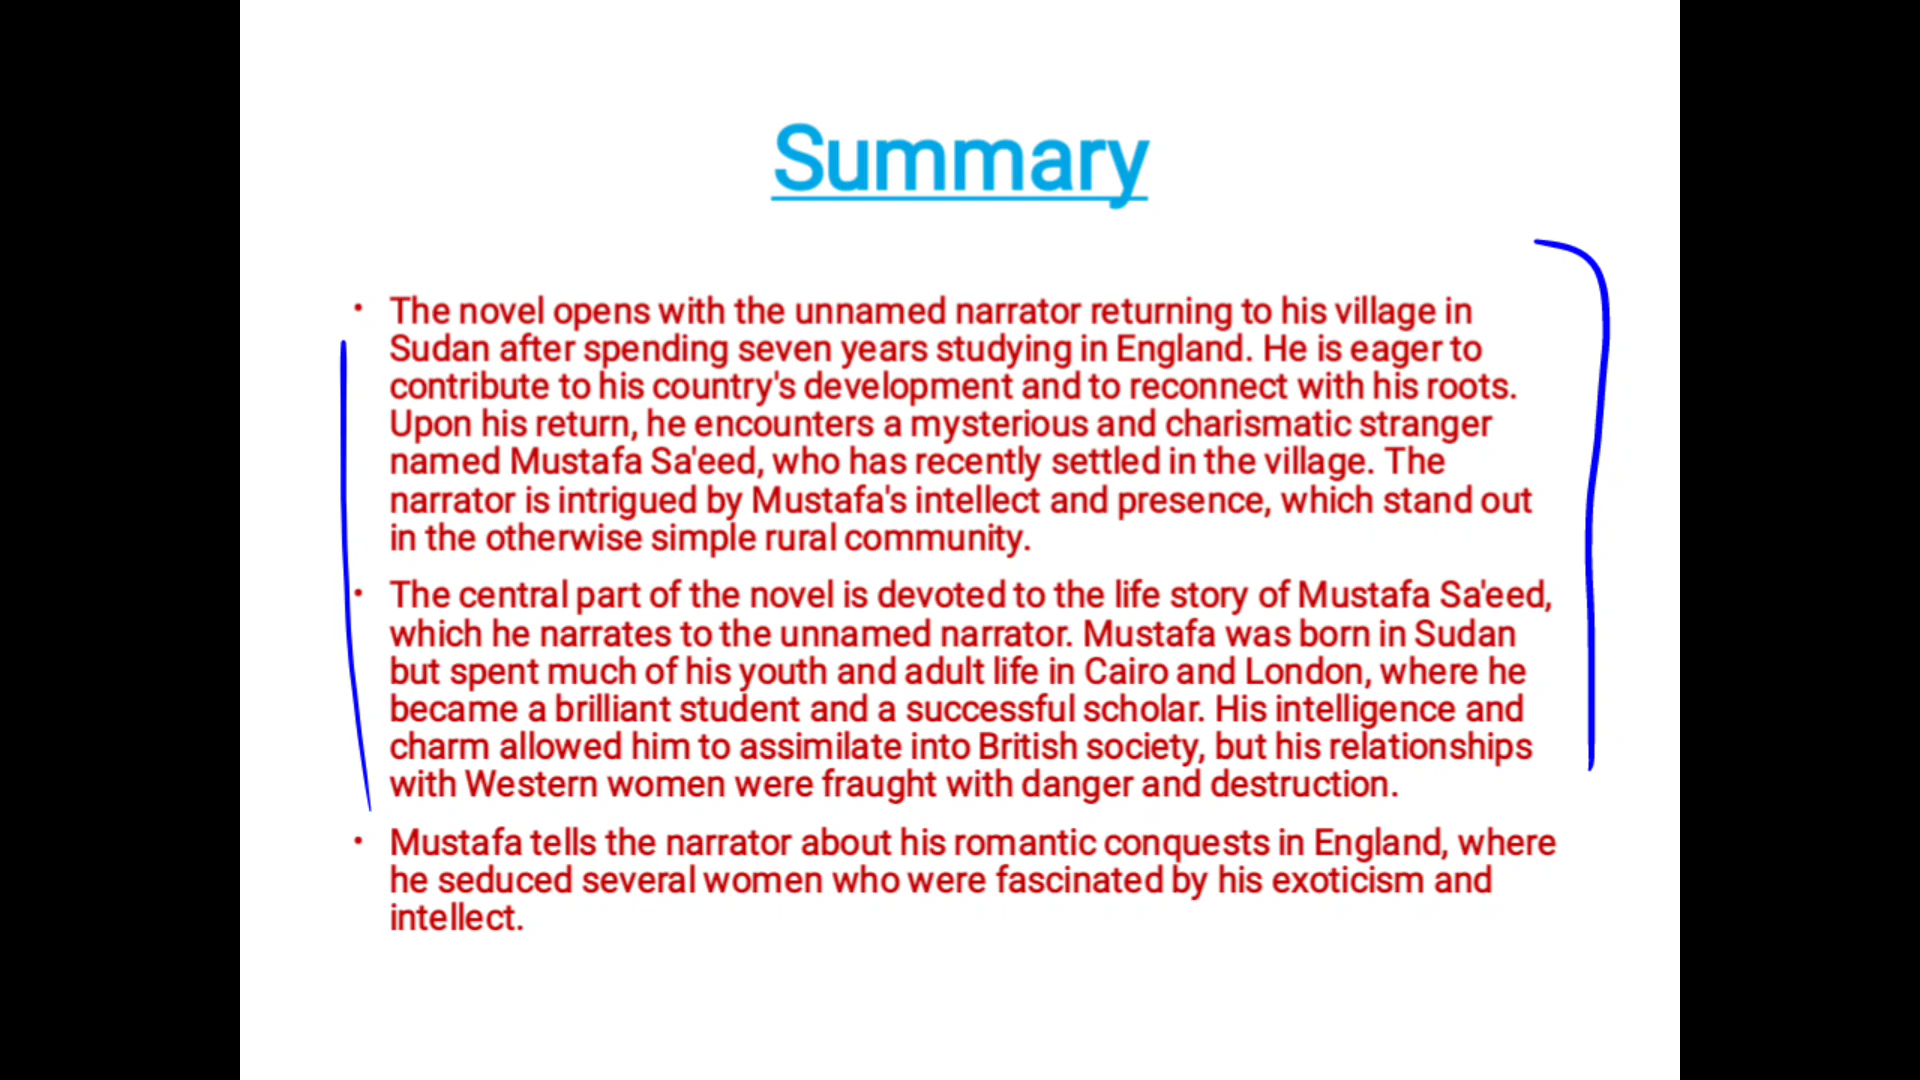 Summary
• The novel opens with the unnamed narrator returning to his village in
Sudan after spending seven years studying in England. He is eager to
contribute to his country's development and to reconnect with his roots.
Upon his return, he encounters a mysterious and charismatic stranger
named Mustafa Sa'eed, who has recently settled in the village. The
narrator is intrigued by Mustafa's intellect and presence, which stand out
in the otherwise simple rural community.
• The central part of the novel is devoted to the life story of Mustafa Sa'eed,
which he narrates to the unnamed narrator. Mustafa was born in Sudan
but spent much of his youth and adult life in Cairo and London, where he
became a brilliant student and a successful scholar. His intelligence and
charm allowed him to assimilate into British society, but his relationships
with Western women were fraught with danger and destruction.
• Mustafa tells the narrator about his romantic conquests in England, where
he seduced several women who were fascinated by his exoticism and
intellect.